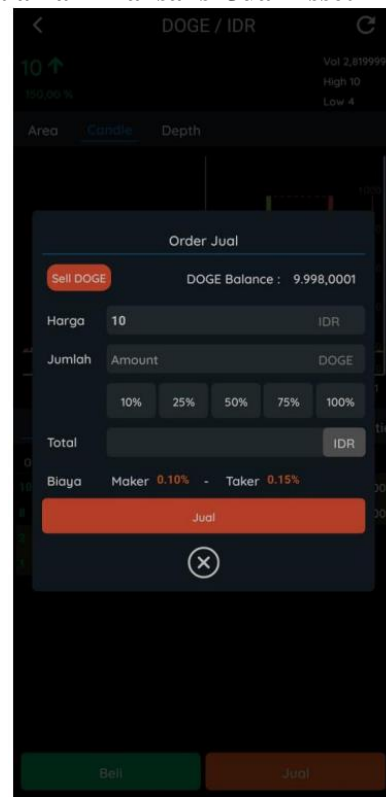 DOGE / IDR
10 ↑
150,00 %
Vol 2,819999
High 10
Low 4
Area Candle Depth
Order Jual
Sell DOGE DOGE Balance : 9.998,0001
Harga 10 IDR
Jumlah Amount DOGE
10% 25% 50% 75% 100%
Total IDR
Biaya Maker 0.10% - Taker 0.15%
Jual
Beli Jual